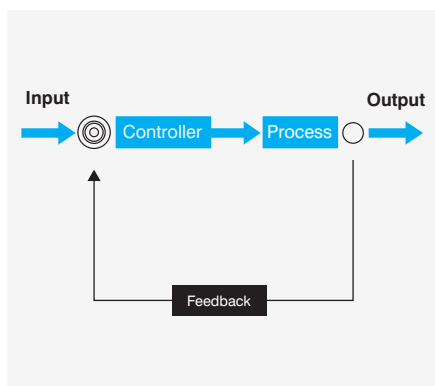 Input
Output
Controller
Process
Feedback